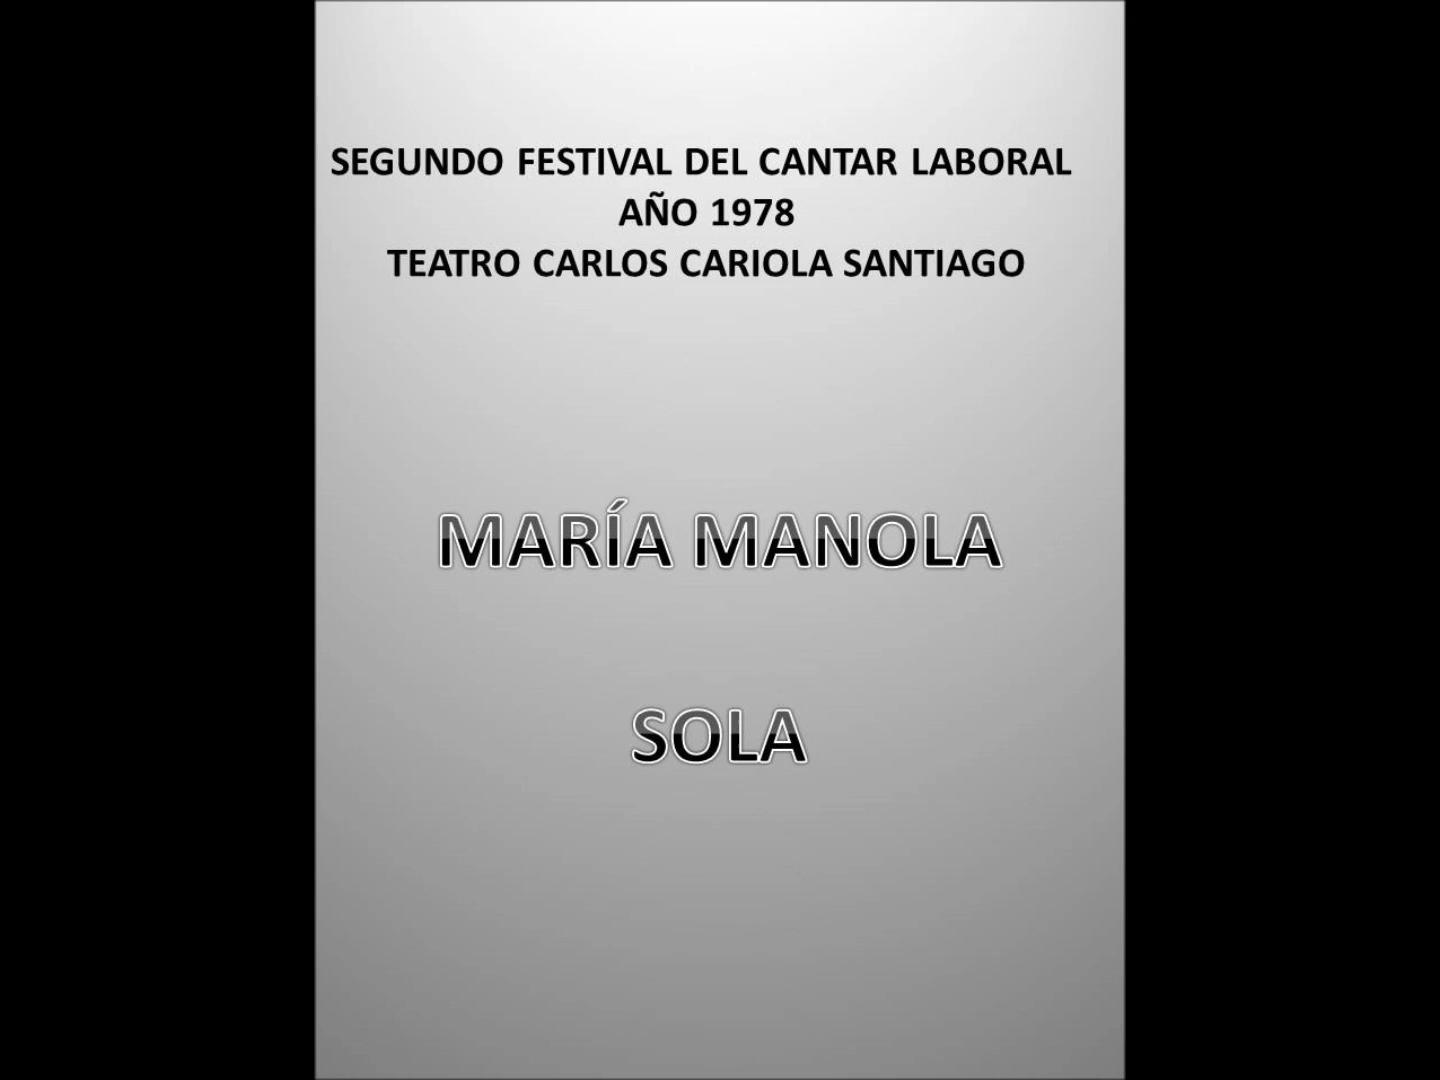 SEGUNDO FESTIVAL DEL CANTAR LABORAL
AÑO 1978
TEATRO CARLOS CARIOLA SANTIAGO
MARÍA MANOLA
SOLA